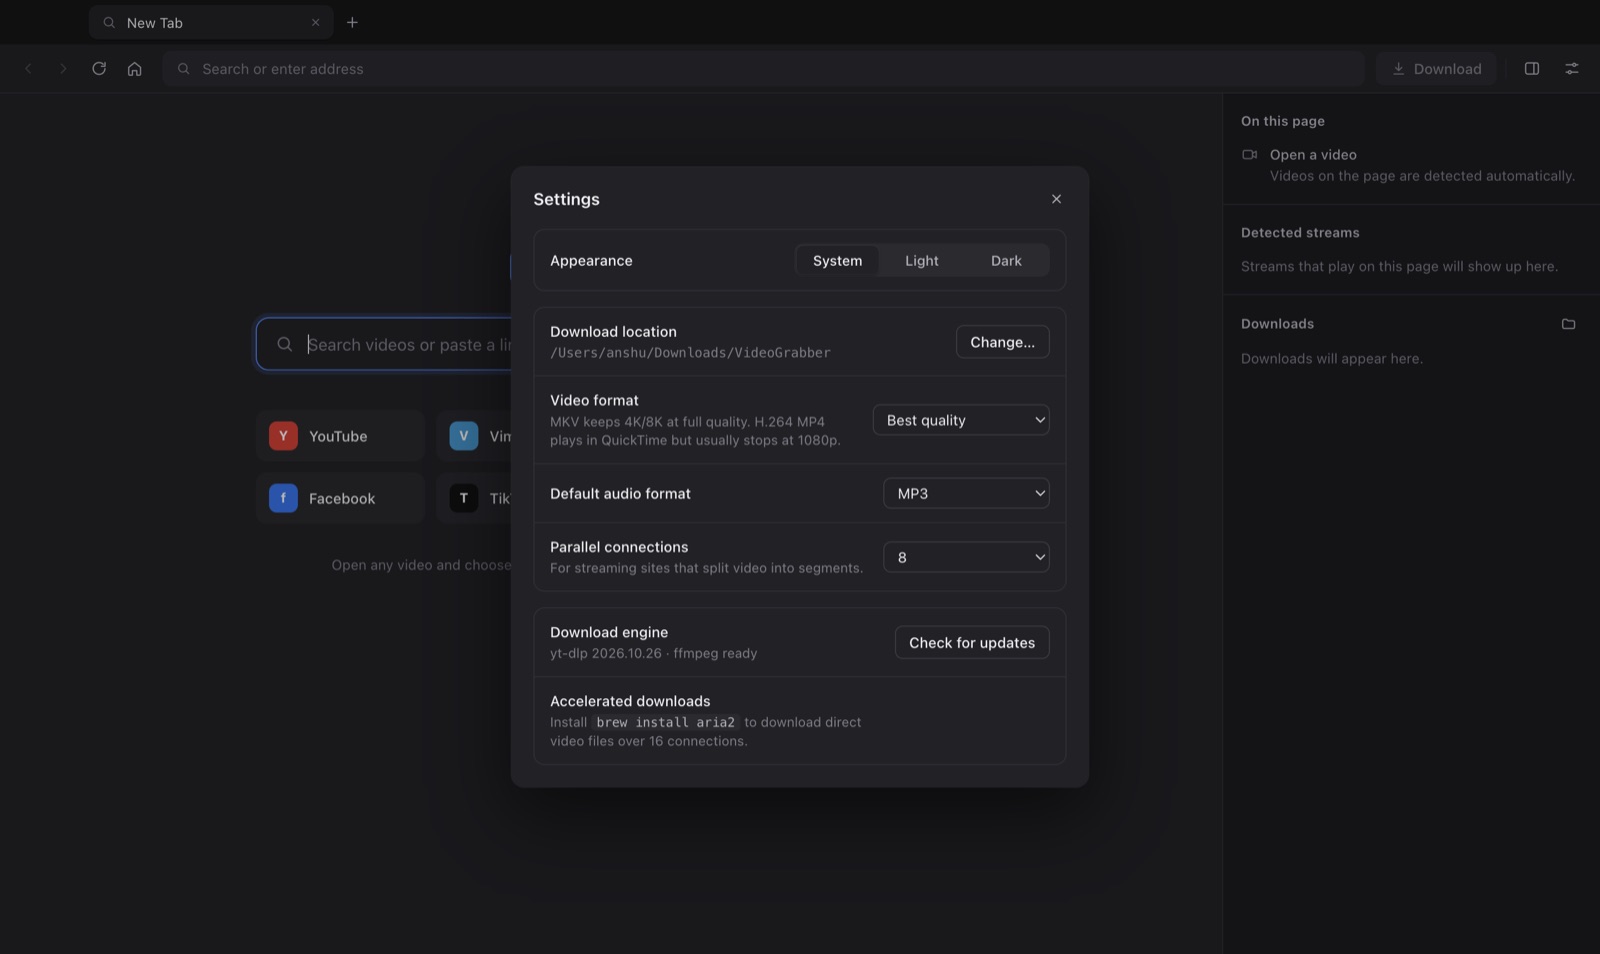 New Tab
Search or enter address
Download
Settings
Appearance
System
Light
Dark
Download location
/Users/anshu/Downloads/VideoGrabber
Change...
Video format
MKV keeps 4K/8K at full quality. H.264 MP4
plays in QuickTime but usually stops at 1080p.
Best quality
Default audio format
MP3
Parallel connections
For streaming sites that split video into segments.
8
Download engine
yt-dlp 2026.10.26 · ffmpeg ready
Check for updates
Accelerated downloads
Install brew install aria2 to download direct
video files over 16 connections.
Search videos or paste a
Y
YouTube
V
f
Facebook
T
Open any video and choose
On this page
Open a video
Videos on the page are detected automatically.
Detected streams
Streams that play on this page will show up here.
Downloads
Downloads will appear here.